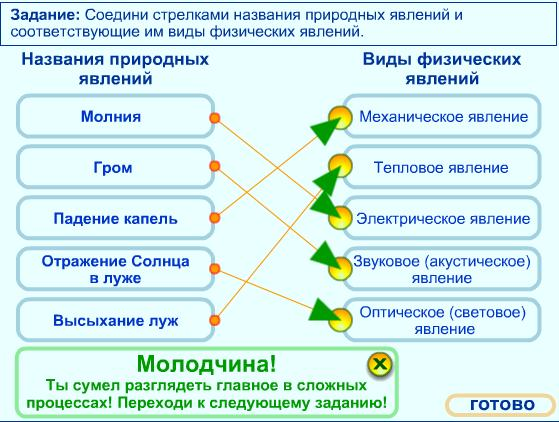 Задание: Соедини стрелками названия природных явлений и
соответствующие им виды физических явлений.
Названия природных
явлений
Виды физических
явлений
Молния
Механическое явление
Гром
Тепловое явление
Падение капель
Электрическое явление
Отражение Солнца
в луже
Звуковое (акустическое)
явление
Высыхание луж
Оптическое (световое)
явление
Молодчина!
Ты сумел разглядеть главное в сложных
процессах! Переходи к следующему заданию!
готово